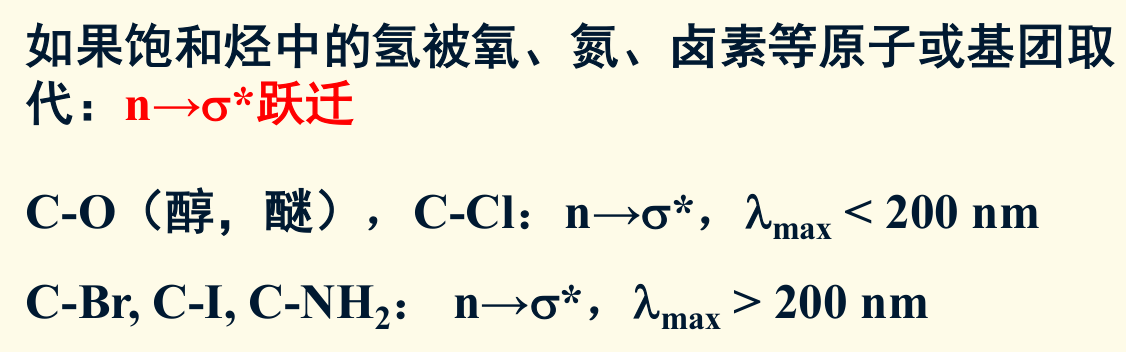 如果饱和烃中的氢被氧、氮、卤素等原子或基团取
代：n→σ*跃迁
C-O（醇，醚），C-Cl：n→σ*，λmax < 200 nm
C-Br, C-I, C-NH2： n→σ*，λmax > 200 nm